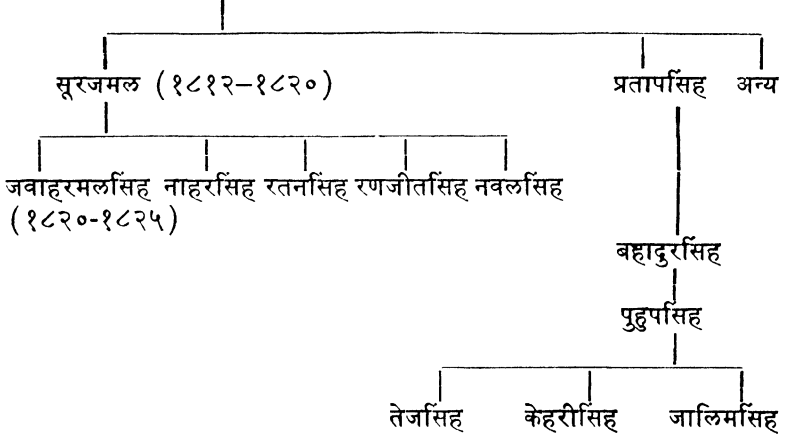 सूरजमल (१८१२–१८२०) प्रतापसिंह अन्य
जवाहरमलसिंह नाहरसिंह रतनसिंह रणजीतसिंह नवलसिंह
(१८२०-१८२५)
बहादुरसिंह
पुहुपसिंह
तेजसिंह केहरीसिंह जालिमसिंह